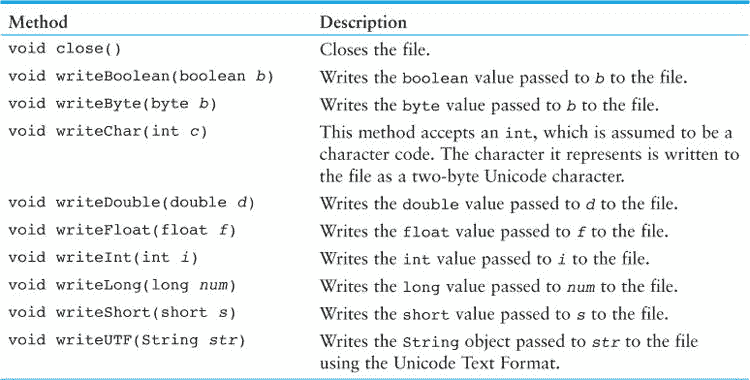 Method Description
void close() Closes the file.
void writeBoolean(boolean b) Writes the boolean value passed to b to the file.
void writeByte(byte b) Writes the byte value passed to b to the file.
void writeChar(int c) This method accepts an int, which is assumed to be a
character code. The character it represents is written to
the file as a two-byte Unicode character.
void writeDouble(double d) Writes the double value passed to d to the file.
void writeFloat(float f) Writes the float value passed to f to the file.
void writeInt(int i) Writes the int value passed to i to the file.
void writeLong(long num) Writes the long value passed to num to the file.
void writeShort(short s) Writes the short value passed to s to the file.
void writeUTF(String str) Writes the String object passed to str to the file
using the Unicode Text Format.